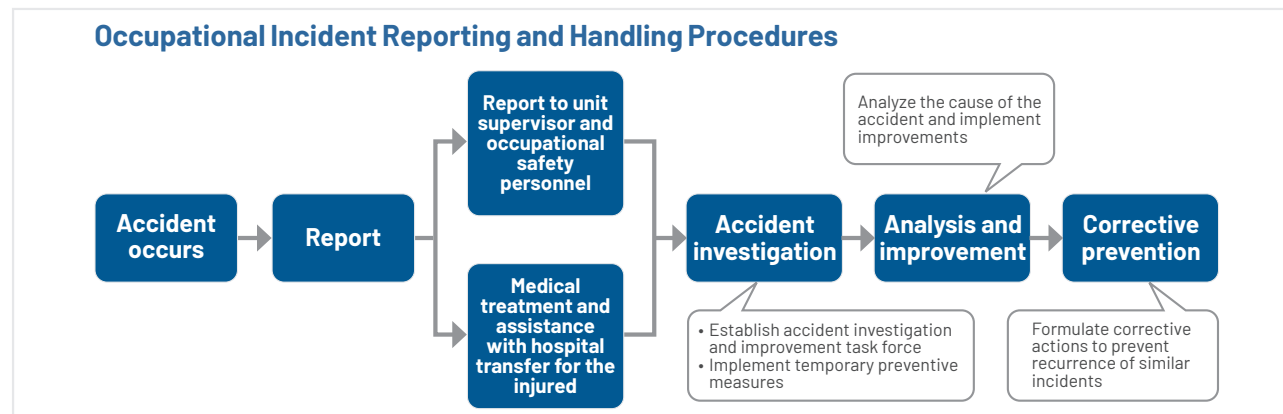 Occupational Incident Reporting and Handling Procedures
Accident
occurs
Report
Report to unit
supervisor and
occupational
safety
personnel
Medical
treatment and
assistance
with hospital
transfer for the
injured
Accident
investigation
• Establish accident investigation
and improvement task force
• Implement temporary preventive
measures
Analysis and
improvement
Analyze the cause of the
accident and implement
improvements
Corrective
prevention
Formulate corrective
actions to prevent
recurrence of similar
incidents